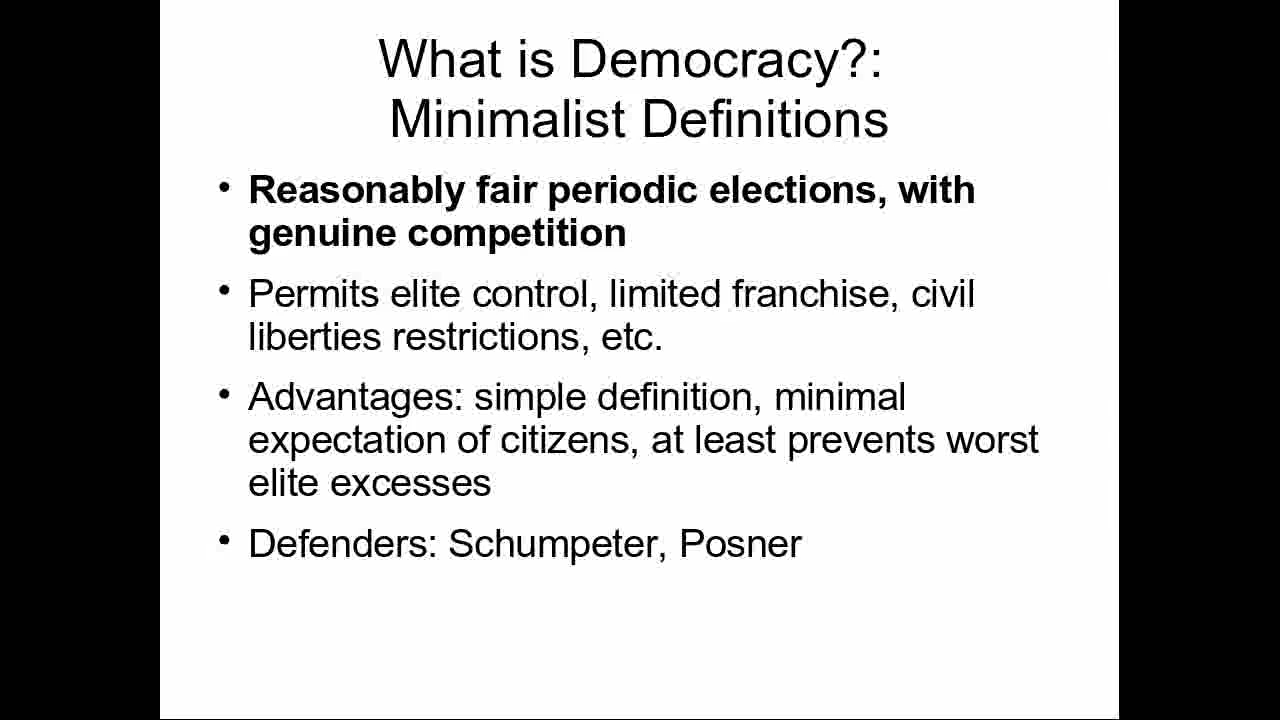 What is Democracy?:
Minimalist Definitions
• Reasonably fair periodic elections, with
genuine competition
• Permits elite control, limited franchise, civil
liberties restrictions, etc.
• Advantages: simple definition, minimal
expectation of citizens, at least prevents worst
elite excesses
• Defenders: Schumpeter, Posner